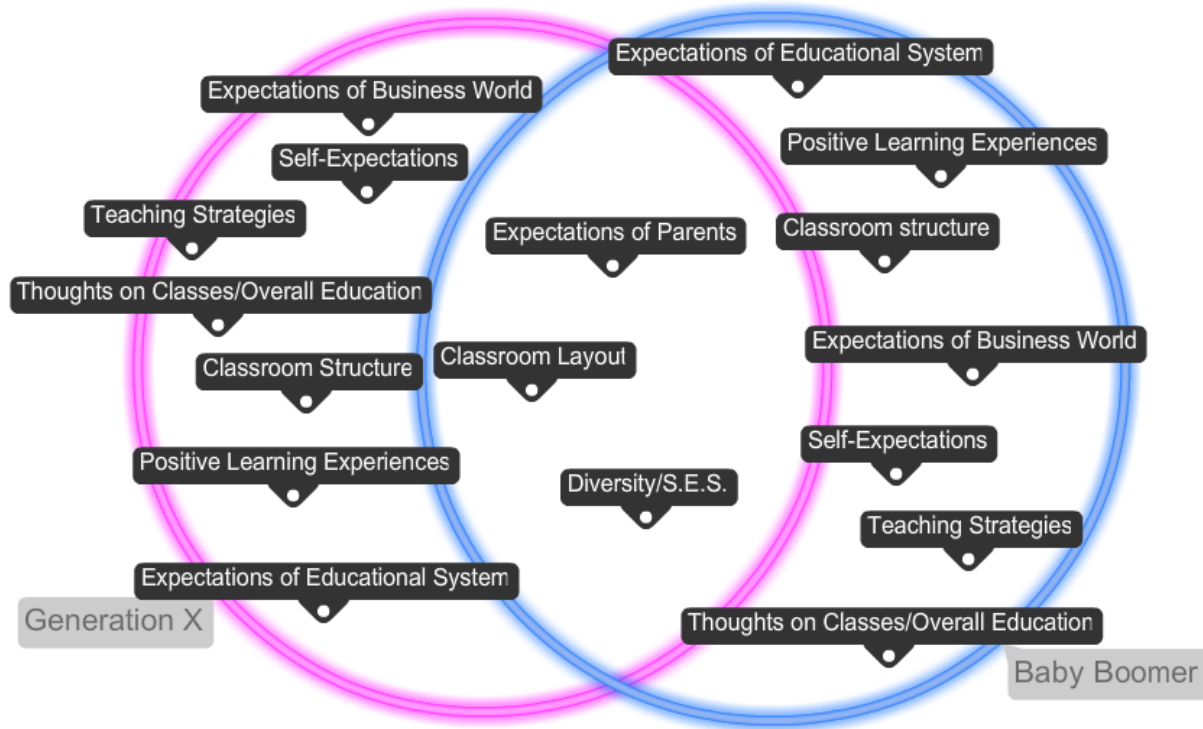 Expectations of Educational System
Expectations of Business World
Positive Learning Experiences
Self-Expectations
Teaching Strategies
Expectations of Parents
Classroom structure
Thoughts on Classes/Overall Education
Expectations of Business World
Classroom Layout
Classroom Structure
Self-Expectations
Positive Learning Experiences
Diversity/S.E.S.
Teaching Strategies
Expectations of Educational System
Generation X
Thoughts on Classes/Overall Education
Baby Boomer